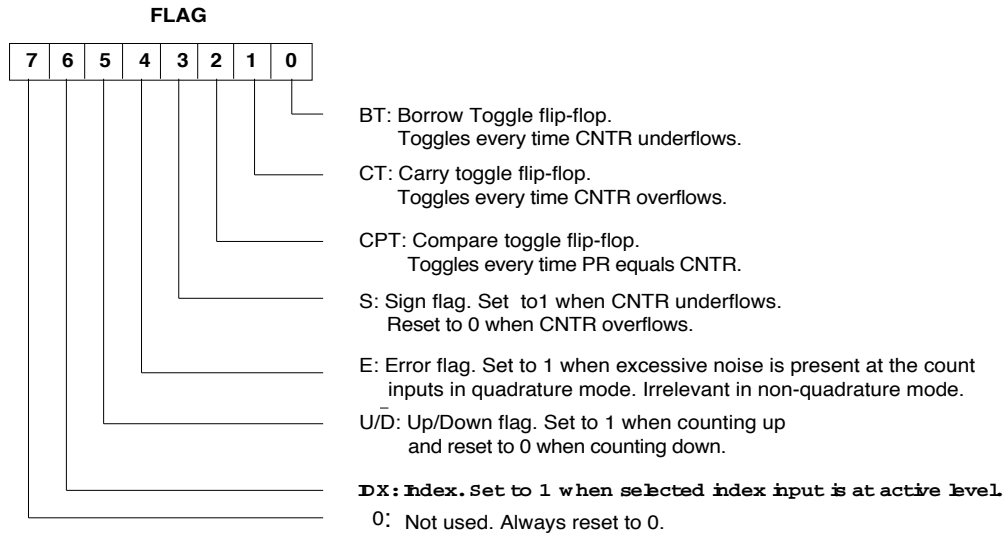 FLAG
7 6 5 4 3 2 1 0
BT: Borrow Toggle flip-flop.
Toggles every time CNTR underflows.
CT: Carry toggle flip-flop.
Toggles every time CNTR overflows.
CPT: Compare toggle flip-flop.
Toggles every time PR equals CNTR.
S: Sign flag. Set to1 when CNTR underflows.
Reset to 0 when CNTR overflows.
E: Error flag. Set to 1 when excessive noise is present at the count
inputs in quadrature mode. Irrelevant in non-quadrature mode.
U/D̅: Up/Down flag. Set to 1 when counting up
and reset to 0 when counting down.
IDX: Index. Set to 1 when selected index input is at active level.
0: Not used. Always reset to 0.